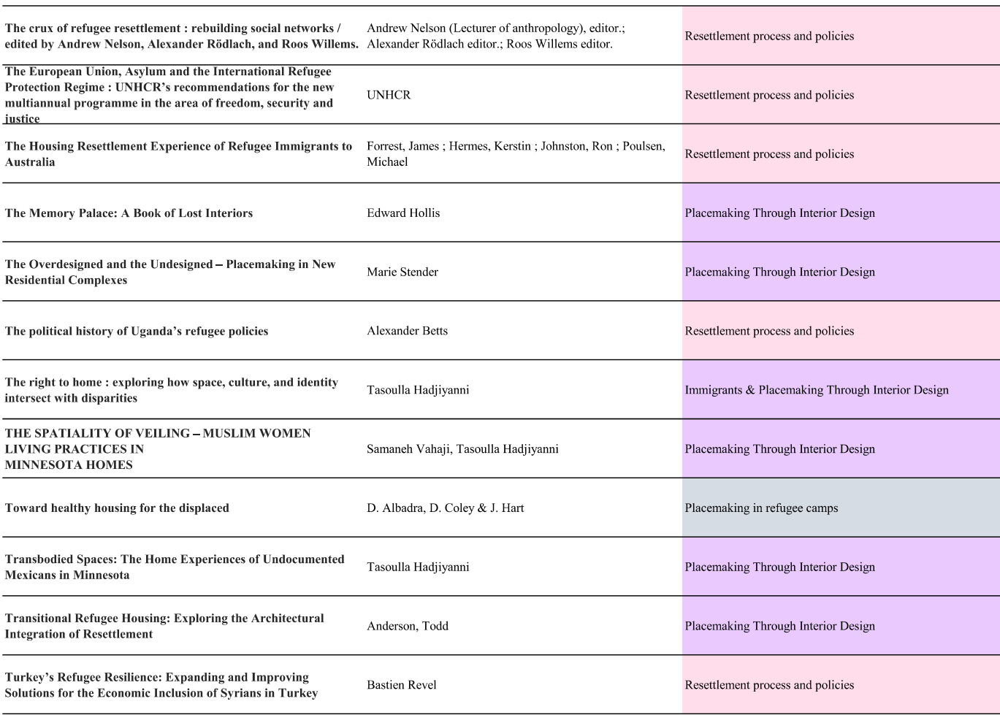 The crux of refugee resettlement : rebuilding social networks /
edited by Andrew Nelson, Alexander Rödlach, and Roos Willems.
Andrew Nelson (Lecturer of anthropology), editor.;
Alexander Rödlach editor.; Roos Willems editor.
Resettlement process and policies
The European Union, Asylum and the International Refugee
Protection Regime : UNHCR’s recommendations for the new
multiannual programme in the area of freedom, security and
justice
UNHCR
Resettlement process and policies
The Housing Resettlement Experience of Refugee Immigrants to
Australia
Forrest, James ; Hermes, Kerstin ; Johnston, Ron ; Poulsen,
Michael
Resettlement process and policies
The Memory Palace: A Book of Lost Interiors
Edward Hollis
Placemaking Through Interior Design
The Overdesigned and the Undesigned – Placemaking in New
Residential Complexes
Marie Stender
Placemaking Through Interior Design
The political history of Uganda’s refugee policies
Alexander Betts
Resettlement process and policies
The right to home : exploring how space, culture, and identity
intersect with disparities
Tasoulla Hadjiyanni
Immigrants & Placemaking Through Interior Design
THE SPATIALITY OF VEILING – MUSLIM WOMEN
LIVING PRACTICES IN
MINNESOTA HOMES
Samaneh Vahaji, Tasoulla Hadjiyanni
Placemaking Through Interior Design
Toward healthy housing for the displaced
D. Albadra, D. Coley & J. Hart
Placemaking in refugee camps
Transbodied Spaces: The Home Experiences of Undocumented
Mexicans in Minnesota
Tasoulla Hadjiyanni
Placemaking Through Interior Design
Transitional Refugee Housing: Exploring the Architectural
Integration of Resettlement
Anderson, Todd
Placemaking Through Interior Design
Turkey’s Refugee Resilience: Expanding and Improving
Solutions for the Economic Inclusion of Syrians in Turkey
Bastien Revel
Resettlement process and policies